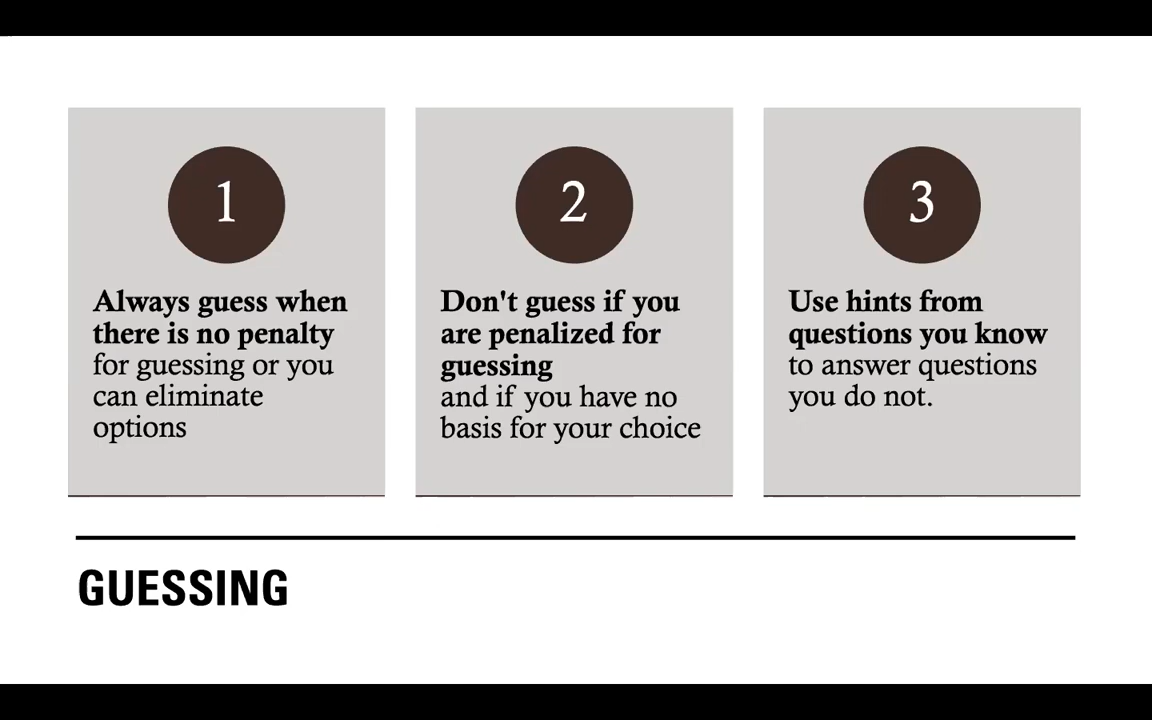 1
Always guess when
there is no penalty
for guessing or you
can eliminate
options
2
Don't guess if you
are penalized for
guessing
and if you have no
basis for your choice
3
Use hints from
questions you know
to answer questions
you do not.
GUESSING